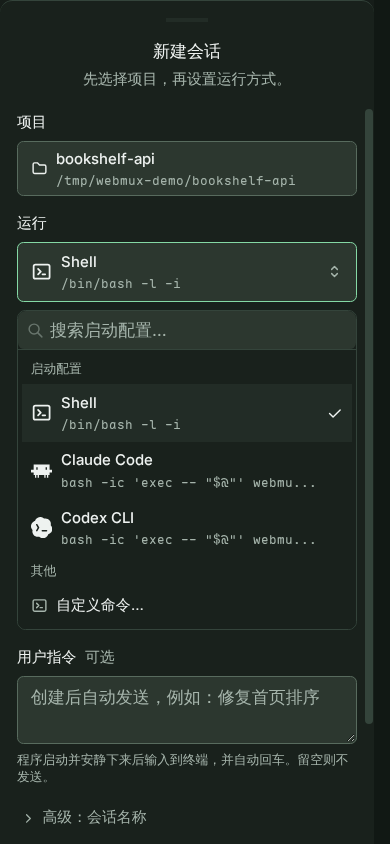 新建会话
先选择项目，再设置运行方式。
项目
bookshelf-api
/tmp/webmux-demo/bookshelf-api
运行
Shell
/bin/bash -l -i
搜索启动配置...
启动配置
Shell
/bin/bash -l -i
Claude Code
bash -ic 'exec -- "$@"' webmu...
Codex CLI
bash -ic 'exec -- "$@"' webmu...
其他
自定义命令...
用户指令 可选
创建后自动发送，例如：修复首页排序
程序启动并安静下来后输入到终端，并自动回车。留空则不
发送。
高级：会话名称